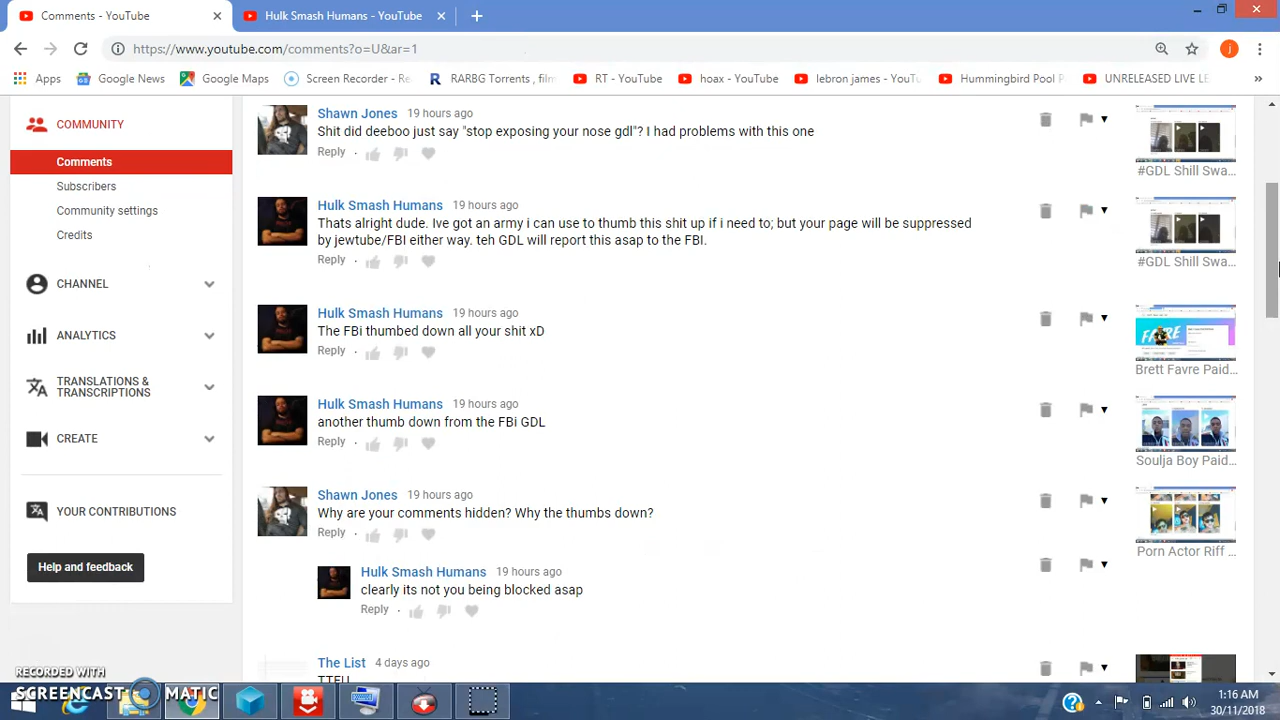 Comments - YouTube
Hulk Smash Humans - YouTube
https://www.youtube.com/comments?o=U&ar=1
j
Apps
Google News
Google Maps
Screen Recorder - Re
RARBG Torrents , film
RT - YouTube
hoax - YouTube
lebron james - YouTu
Hummingbird Pool P
UNRELEASED LIVE LE
COMMUNITY
Comments
Subscribers
Community settings
Credits
CHANNEL
ANALYTICS
TRANSLATIONS &
TRANSCRIPTIONS
CREATE
YOUR CONTRIBUTIONS
Help and feedback
Shawn Jones 19 hours ago
Shit did deeboo just say "stop exposing your nose gdl"? I had problems with this one
Reply
#GDL Shill Swa...
Hulk Smash Humans 19 hours ago
Thats alright dude. Ive got an army i can use to thumb this shit up if i need to; but your page will be suppressed
by jewtube/FBI either way. teh GDL will report this asap to the FBI.
Reply
#GDL Shill Swa...
Hulk Smash Humans 19 hours ago
The FBi thumbed down all your shit xD
Reply
Brett Favre Paid...
Hulk Smash Humans 19 hours ago
another thumb down from the FBi GDL
Reply
Soulja Boy Paid...
Shawn Jones 19 hours ago
Why are your comments hidden? Why the thumbs down?
Reply
Porn Actor Riff ...
Hulk Smash Humans 19 hours ago
clearly its not you being blocked asap
Reply
The List 4 days ago
RECORDED WITH
SCREENCAST MATIC
1:16 AM
30/11/2018